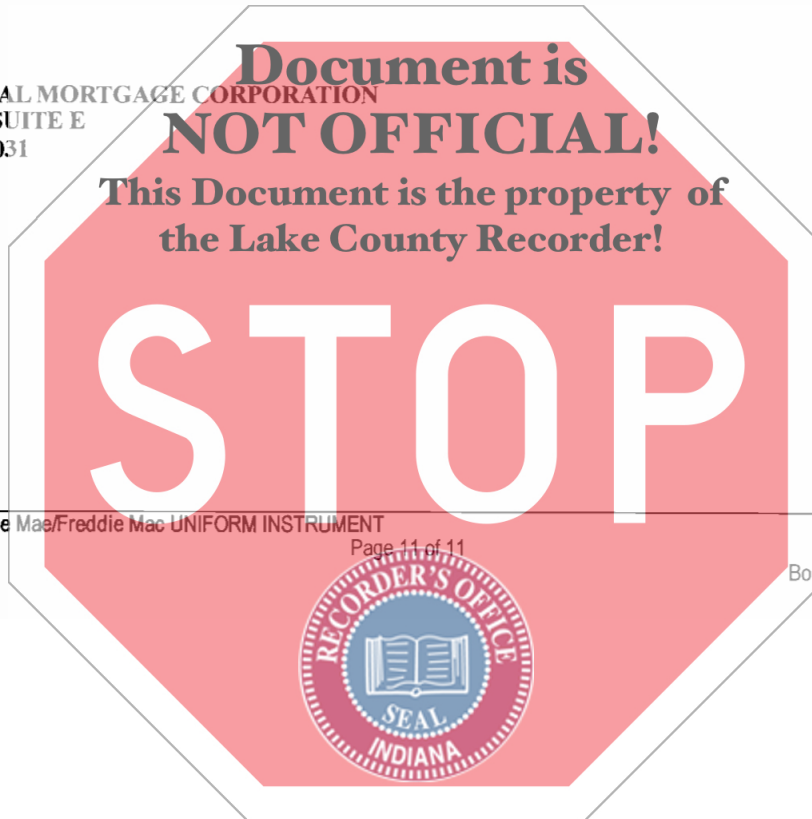 Document is
AL MORTGAGE CORPORATION
SUITE E
NOT OFFICIAL!
031
This Document is the property of
the Lake County Recorder!
STOP
e Mae/Freddie Mac UNIFORM INSTRUMENT
Page 11 of 11
Bo
RECORDER'S OFFICE
SEAL
INDIANA